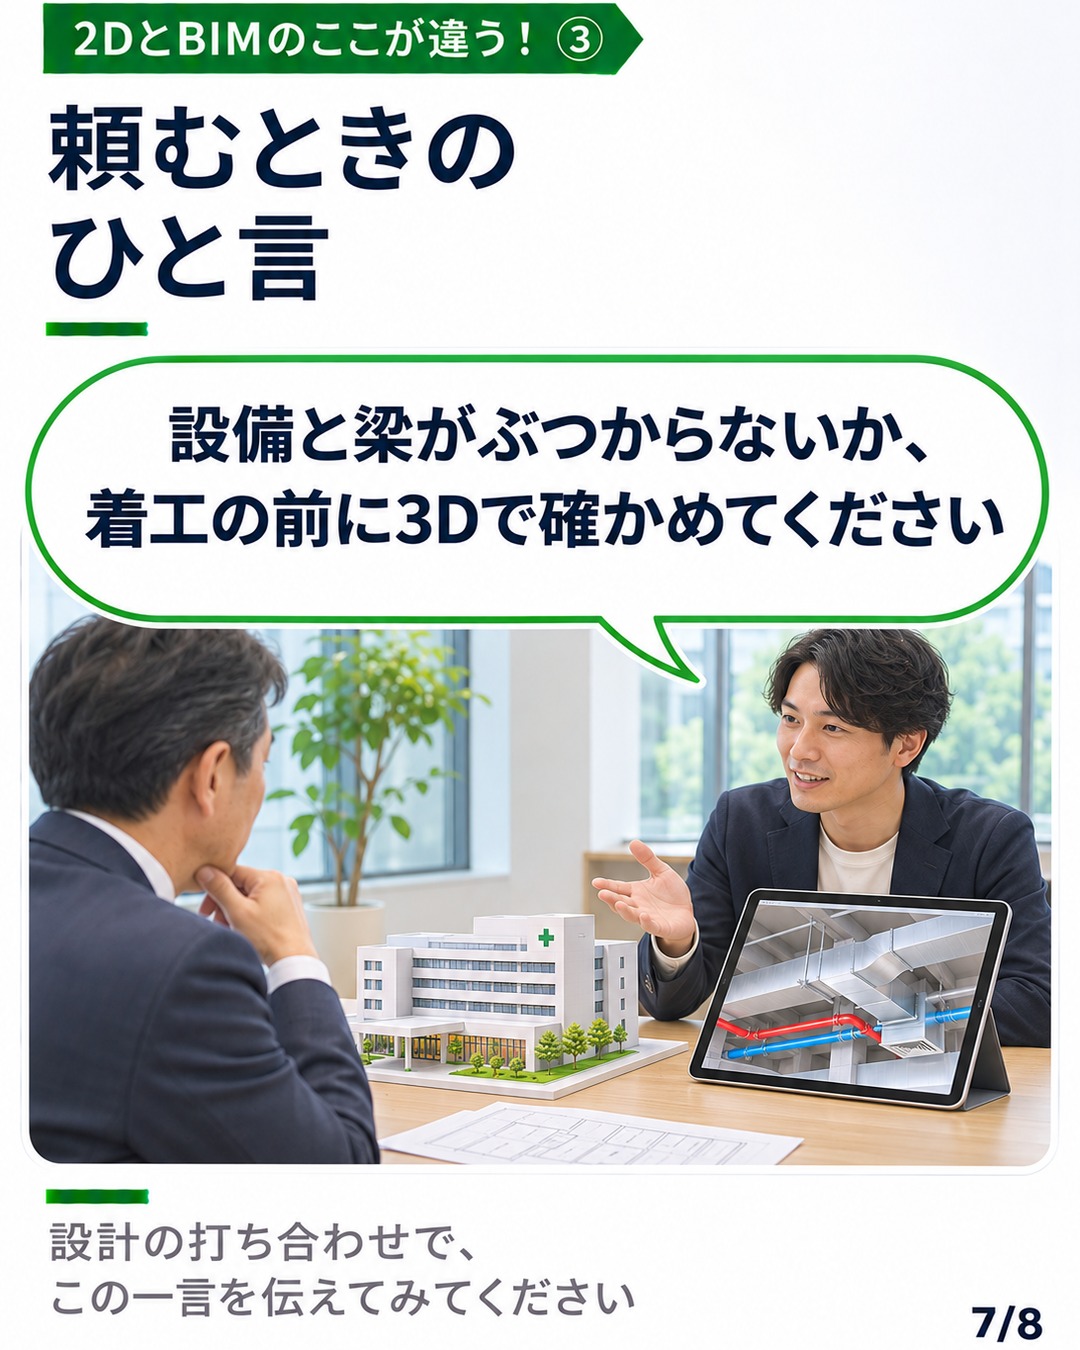 2DとBIMのここが違う！ ③
頼むときの
ひと言
設備と梁がぶつからないか、
着工の前に3Dで確かめてください
設計の打ち合わせで、
この一言を伝えてみてください
7/8